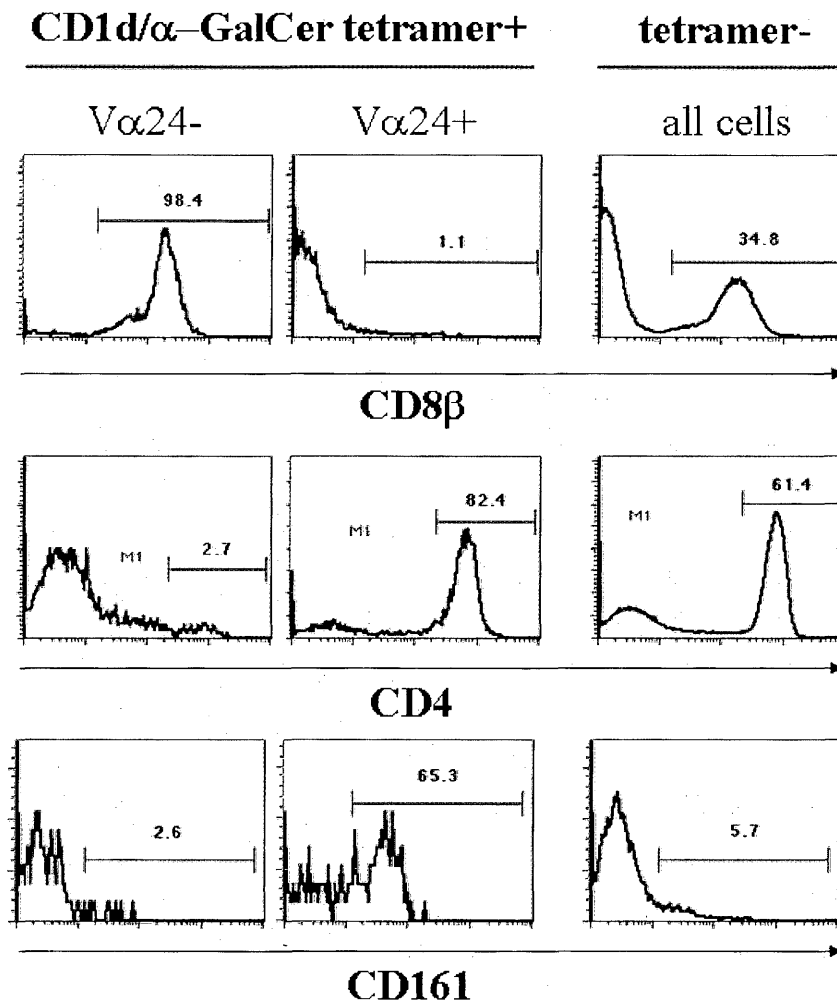 CD1d/α–GalCer tetramer+ tetramer-
Vα24- Vα24+ all cells
98.4 1.1 34.8
CD8β
M1 2.7 M1 82.4 M1 61.4
CD4
2.6 65.3 5.7
CD161